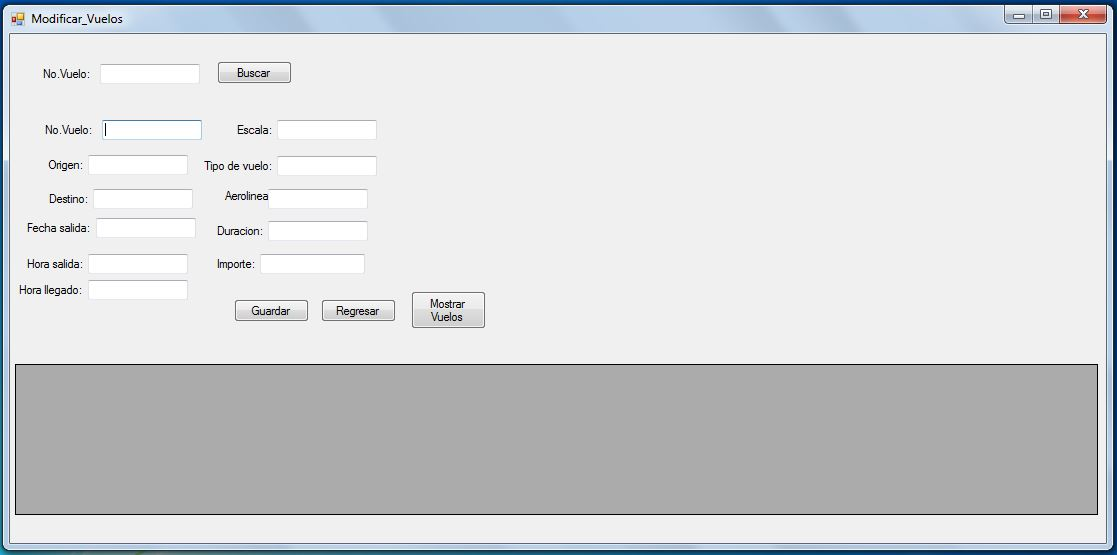 Modificar_Vuelos
No.Vuelo: Buscar
No.Vuelo: Escala:
Origen: Tipo de vuelo:
Destino: Aerolinea
Fecha salida: Duracion:
Hora salida: Importe:
Hora llegado:
Guardar Regresar Mostrar
Vuelos